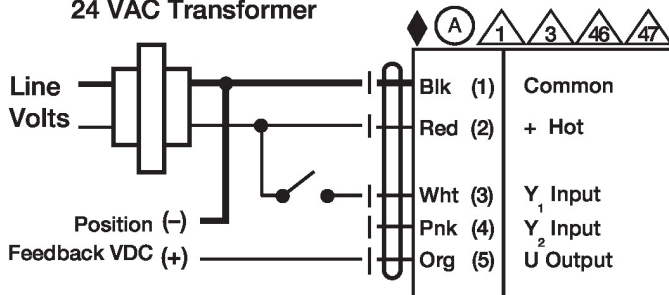 24 VAC Transformer
A 1 3 46 47
Line Volts
Blk (1) Common
Red (2) + Hot
Wht (3) Y1 Input
Pnk (4) Y2 Input
Org (5) U Output
Position (–)
Feedback VDC (+)